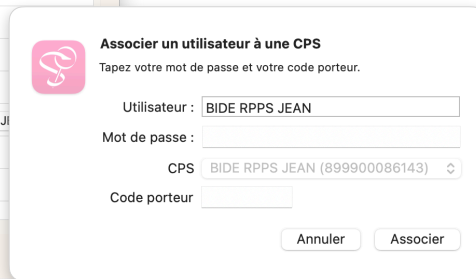 Associer un utilisateur à une CPS
Tapez votre mot de passe et votre code porteur.
JI
Utilisateur : BIDE RPPS JEAN
Mot de passe :
CPS BIDE RPPS JEAN (899900086143)
Code porteur
Annuler Associer